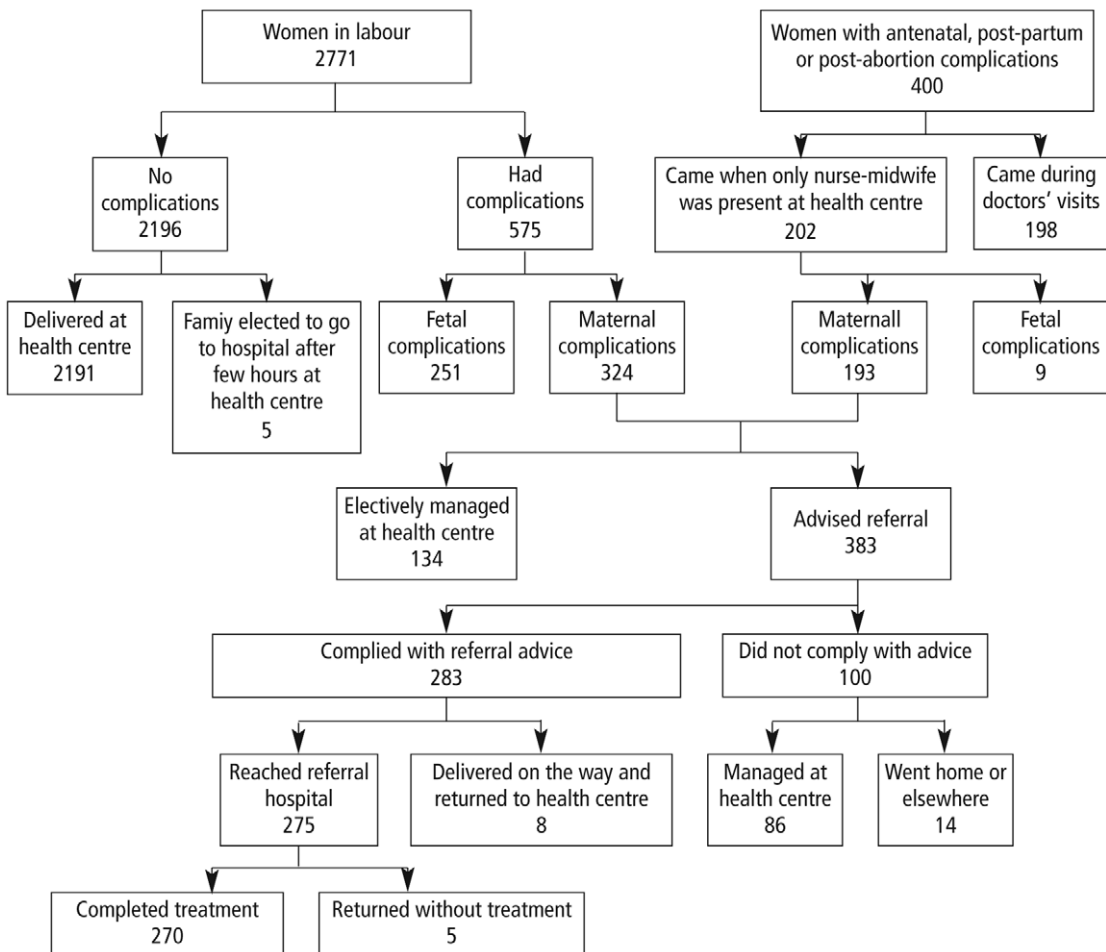 Women in labour
2771
Women with antenatal, post-partum
or post-abortion complications
400
No
complications
2196
Had
complications
575
Came when only nurse-midwife
was present at health centre
202
Came during
doctors’ visits
198
Delivered at
health centre
2191
Famiy elected to go
to hospital after
few hours at
health centre
5
Fetal
complications
251
Maternal
complications
324
Maternall
complications
193
Fetal
complications
9
Electively managed
at health centre
134
Advised referral
383
Complied with referral advice
283
Did not comply with advice
100
Reached referral
hospital
275
Delivered on the way and
returned to health centre
8
Managed at
health centre
86
Went home or
elsewhere
14
Completed treatment
270
Returned without treatment
5